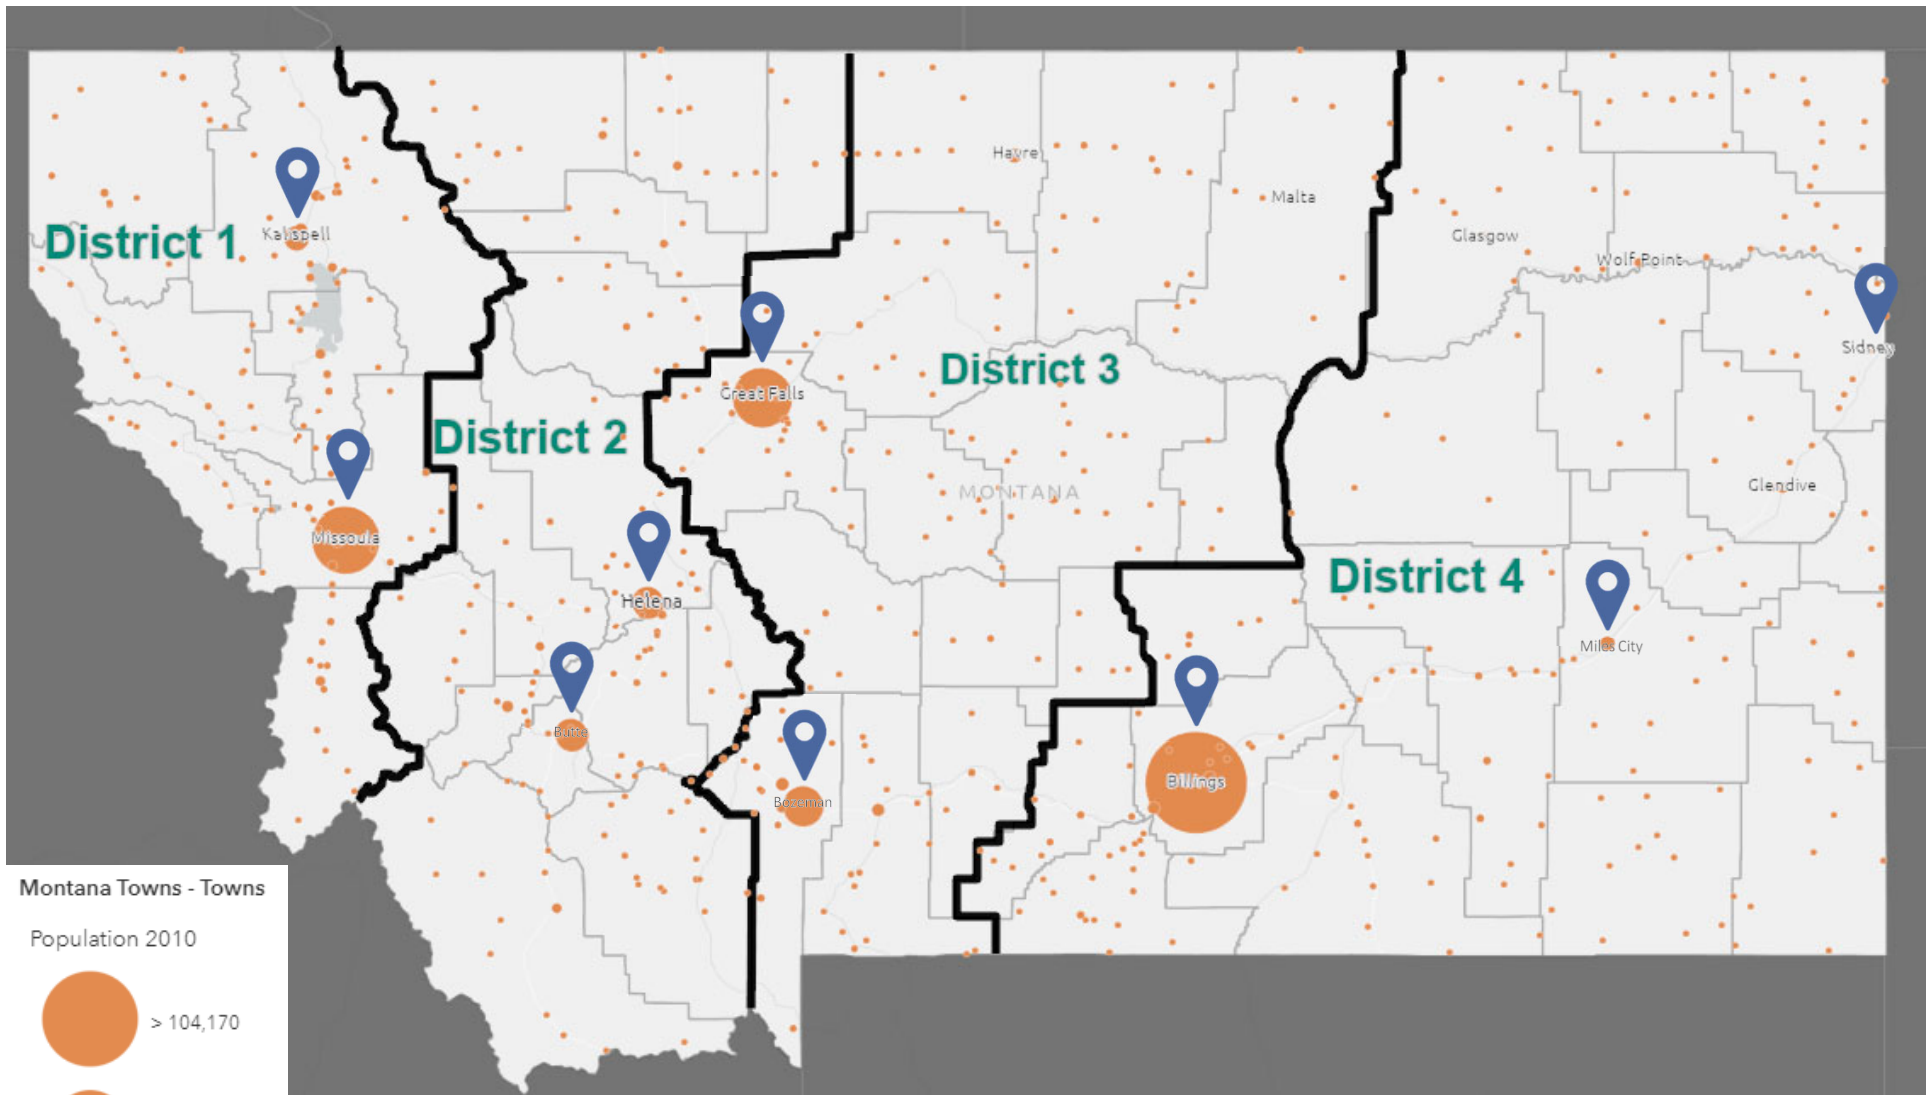 Havre
Malta
District 1
Kalispell
Glasgow
Wolf Point
Sidney
District 3
Great Falls
District 2
MONTANA
Glendive
Missoula
District 4
Helena
Miles City
Butte
Billings
Bozeman
Montana Towns - Towns
Population 2010
> 104,170